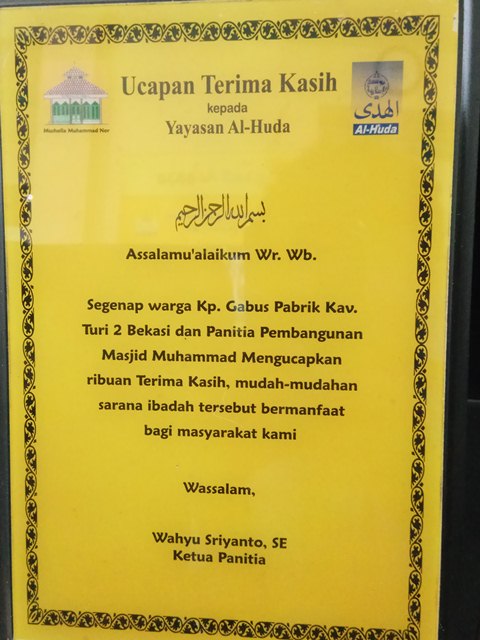 Ucapan Terima Kasih
kepada
Yayasan Al-Huda
Mushella Muhammad Nor
الهدى
Al-Huda
بسم الله الرحمن الرحيم
Assalamu'alaikum Wr. Wb.
Segenap warga Kp. Gabus Pabrik Kav.
Turi 2 Bekasi dan Panitia Pembangunan
Masjid Muhammad Mengucapkan
ribuan Terima Kasih, mudah-mudahan
sarana ibadah tersebut bermanfaat
bagi masyarakat kami
Wassalam,
Wahyu Sriyanto, SE
Ketua Panitia